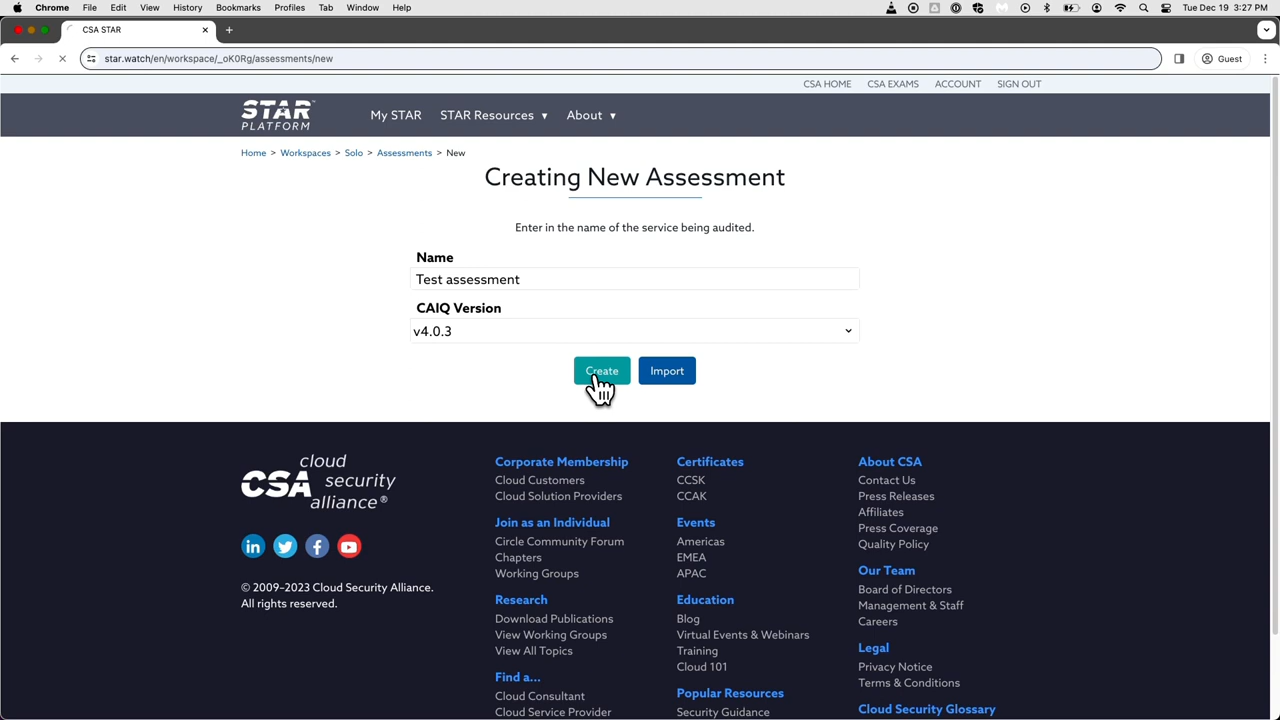 Chrome File Edit View History Bookmarks Profiles Tab Window Help Tue Dec 19 3:27 PM
CSA STAR
star.watch/en/workspace/_oK0Rg/assessments/new Guest
CSA HOME CSA EXAMS ACCOUNT SIGN OUT
STAR
PLATFORM
My STAR STAR Resources ▾ About ▾
Home > Workspaces > Solo > Assessments > New
Creating New Assessment
Enter in the name of the service being audited.
Name
Test assessment
CAIQ Version
v4.0.3
Create Import
CSA cloud security alliance®
© 2009–2023 Cloud Security Alliance.
All rights reserved.
Corporate Membership
Cloud Customers
Cloud Solution Providers
Join as an Individual
Circle Community Forum
Chapters
Working Groups
Research
Download Publications
View Working Groups
View All Topics
Find a...
Cloud Consultant
Cloud Service Provider
Certificates
CCSK
CCAK
Events
Americas
EMEA
APAC
Education
Blog
Virtual Events & Webinars
Training
Cloud 101
Popular Resources
Security Guidance
About CSA
Contact Us
Press Releases
Affiliates
Press Coverage
Quality Policy
Our Team
Board of Directors
Management & Staff
Careers
Legal
Privacy Notice
Terms & Conditions
Cloud Security Glossary